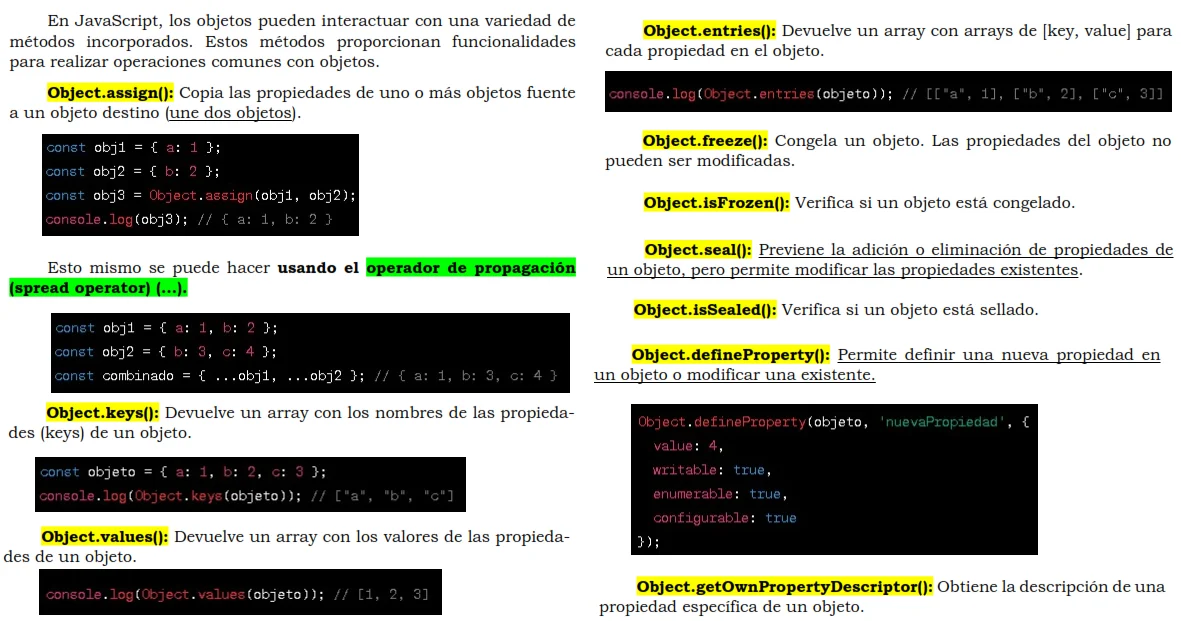 En JavaScript, los objetos pueden interactuar con una variedad de
métodos incorporados. Estos métodos proporcionan funcionalidades
para realizar operaciones comunes con objetos.
Object.assign(): Copia las propiedades de uno o más objetos fuente
a un objeto destino (une dos objetos).
const obj1 = { a: 1 };
const obj2 = { b: 2 };
const obj3 = Object.assign(obj1, obj2);
console.log(obj3); // { a: 1, b: 2 }
Esto mismo se puede hacer usando el operador de propagación
(spread operator) (...).
const obj1 = { a: 1, b: 2 };
const obj2 = { b: 3, c: 4 };
const combinado = { ...obj1, ...obj2 }; // { a: 1, b: 3, c: 4 }
Object.keys(): Devuelve un array con los nombres de las propieda-
des (keys) de un objeto.
const objeto = { a: 1, b: 2, c: 3 };
console.log(Object.keys(objeto)); // ["a", "b", "c"]
Object.values(): Devuelve un array con los valores de las propieda-
des de un objeto.
console.log(Object.values(objeto)); // [1, 2, 3]
Object.entries(): Devuelve un array con arrays de [key, value] para
cada propiedad en el objeto.
console.log(Object.entries(objeto)); // [["a", 1], ["b", 2], ["c", 3]]
Object.freeze(): Congela un objeto. Las propiedades del objeto no
pueden ser modificadas.
Object.isFrozen(): Verifica si un objeto está congelado.
Object.seal(): Previene la adición o eliminación de propiedades de
un objeto, pero permite modificar las propiedades existentes.
Object.isSealed(): Verifica si un objeto está sellado.
Object.defineProperty(): Permite definir una nueva propiedad en
un objeto o modificar una existente.
Object.defineProperty(objeto, 'nuevaPropiedad', {
value: 4,
writable: true,
enumerable: true,
configurable: true
});
Object.getOwnPropertyDescriptor(): Obtiene la descripción de una
propiedad específica de un objeto.